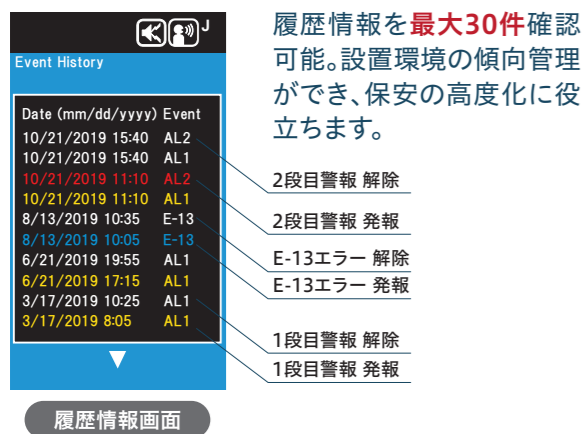 J
Event History
Date (mm/dd/yyyy) Event
10/21/2019 15:40 AL2
10/21/2019 15:40 AL1
10/21/2019 11:10 AL2
10/21/2019 11:10 AL1
8/13/2019 10:35 E-13
8/13/2019 10:05 E-13
6/21/2019 19:55 AL1
6/21/2019 17:15 AL1
3/17/2019 10:25 AL1
3/17/2019 8:05 AL1
履歴情報画面
履歴情報を最大30件確認
可能。設置環境の傾向管理
ができ、保安の高度化に役
立ちます。
2段目警報 解除
2段目警報 発報
E-13エラー 解除
E-13エラー 発報
1段目警報 解除
1段目警報 発報